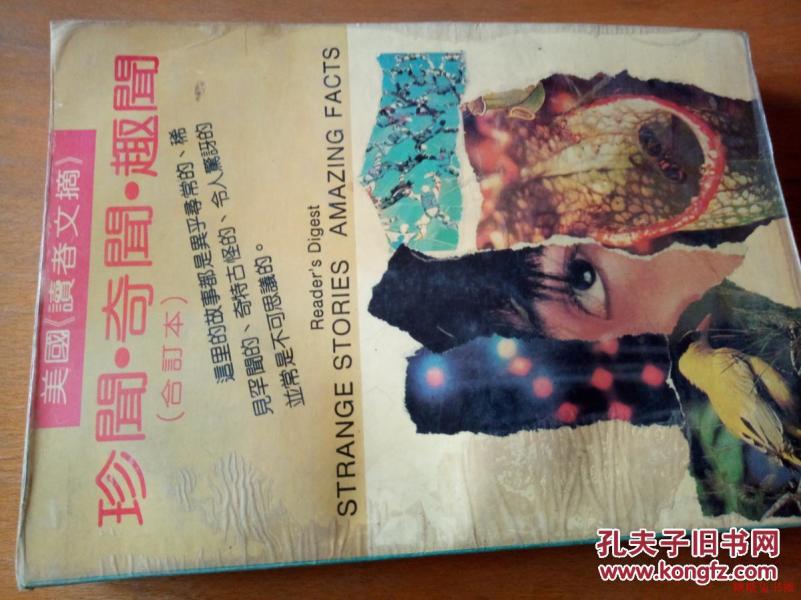 美國《讀者文摘》
珍聞·奇聞·趣聞
(合訂本)
這里的故事都是異乎尋常的、稀
見罕聞的、奇特古怪的、令人驚訝的
並常是不可思議的。
Reader's Digest
STRANGE STORIES AMAZING FACTS
孔夫子旧书网
www.kongfz.com